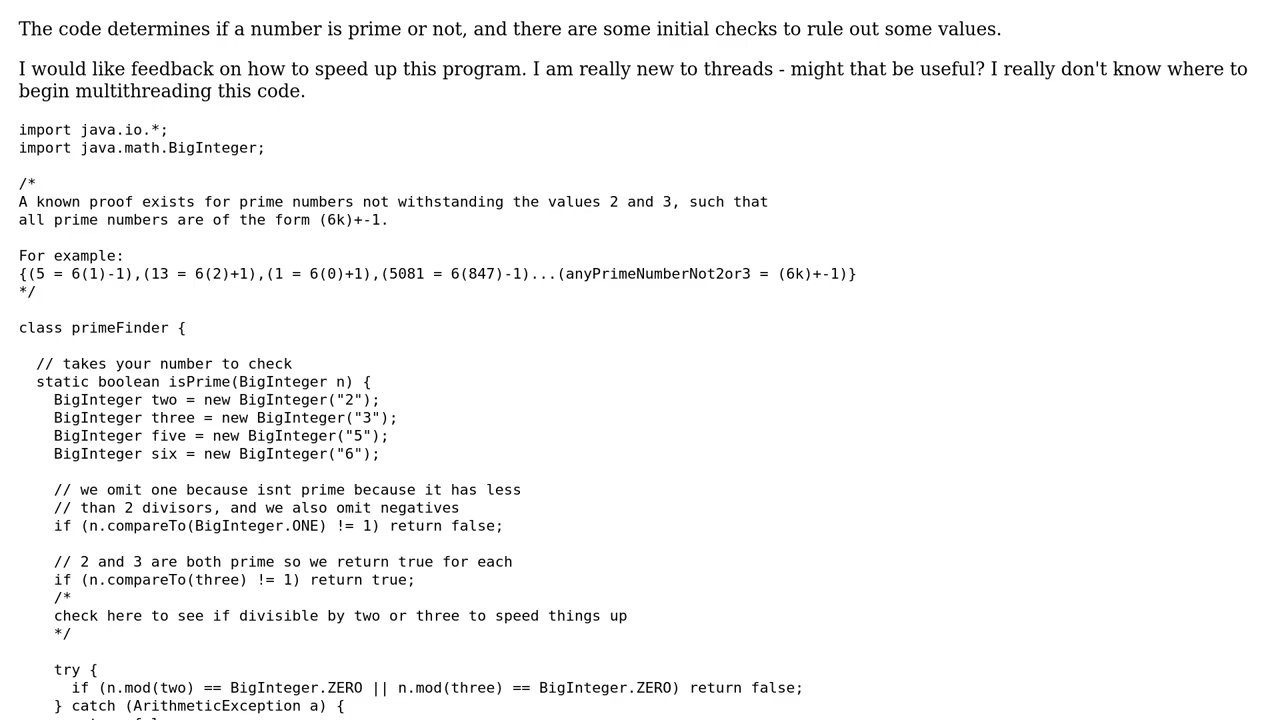 The code determines if a number is prime or not, and there are some initial checks to rule out some values.
I would like feedback on how to speed up this program. I am really new to threads - might that be useful? I really don't know where to
begin multithreading this code.
import java.io.*;
import java.math.BigInteger;
/*
A known proof exists for prime numbers not withstanding the values 2 and 3, such that
all prime numbers are of the form (6k)+-1.
For example:
{(5 = 6(1)-1),(13 = 6(2)+1),(1 = 6(0)+1),(5081 = 6(847)-1)...(anyPrimeNumberNot2or3 = (6k)+-1)}
*/
class primeFinder {
// takes your number to check
static boolean isPrime(BigInteger n) {
BigInteger two = new BigInteger("2");
BigInteger three = new BigInteger("3");
BigInteger five = new BigInteger("5");
BigInteger six = new BigInteger("6");
// we omit one because isnt prime because it has less
// than 2 divisors, and we also omit negatives
if (n.compareTo(BigInteger.ONE) != 1) return false;
// 2 and 3 are both prime so we return true for each
if (n.compareTo(three) != 1) return true;
/*
check here to see if divisible by two or three to speed things up
*/
try {
if (n.mod(two) == BigInteger.ZERO || n.mod(three) == BigInteger.ZERO) return false;
} catch (ArithmeticException a) {